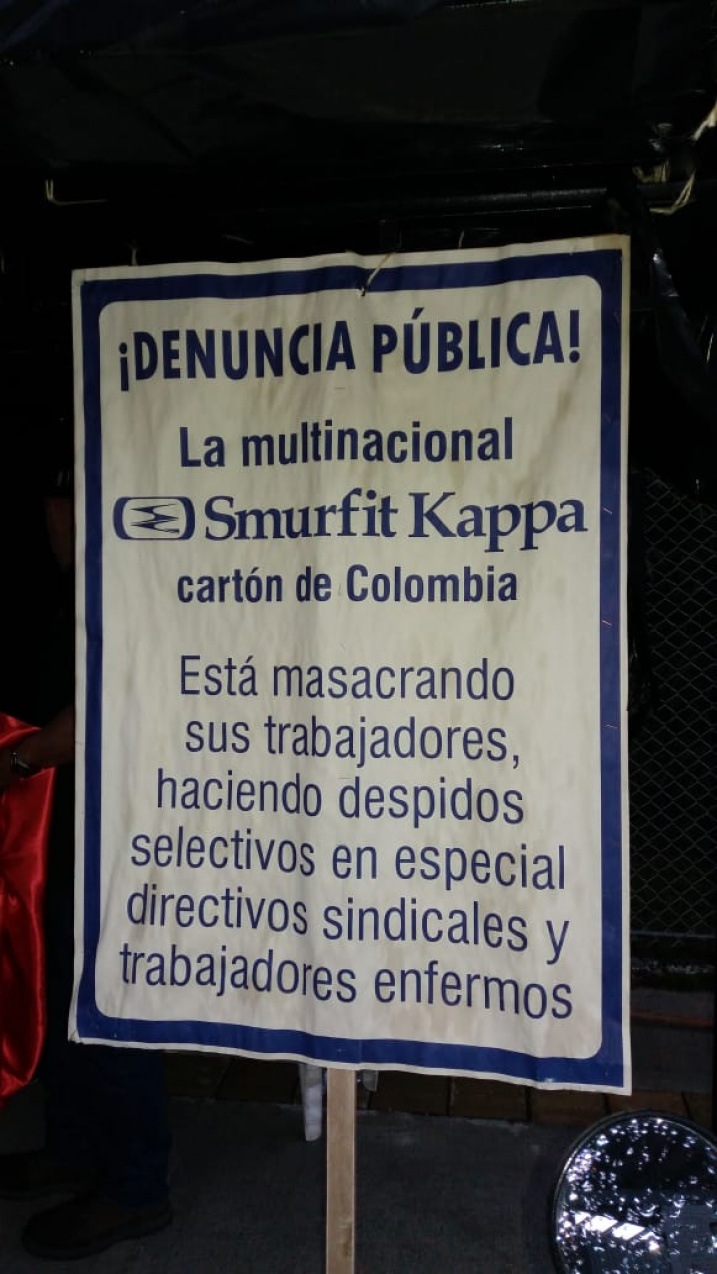 ¡DENUNCIA PÚBLICA!
La multinacional
Smurfit Kappa
cartón de Colombia
Está masacrando
sus trabajadores,
haciendo despidos
selectivos en especial
directivos sindicales y
trabajadores enfermos